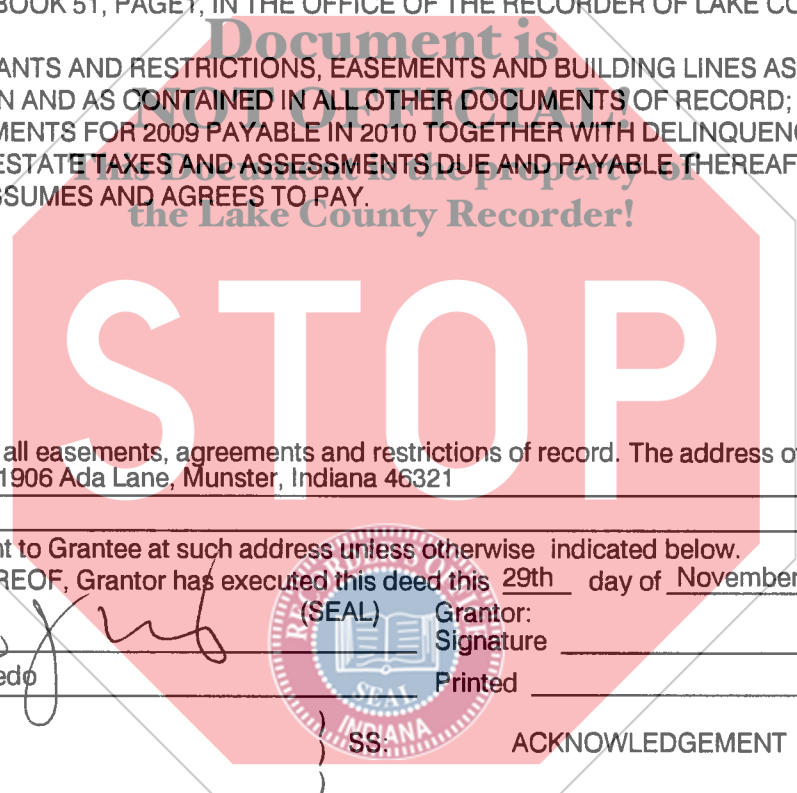 BOOK 51, PAGE1, IN THE OFFICE OF THE RECORDER OF LAKE CO
Document is
ANTS AND RESTRICTIONS, EASEMENTS AND BUILDING LINES AS
N AND AS CONTAINED IN ALL OTHER DOCUMENTS OF RECORD;
NOT OFFICIAL!
MENTS FOR 2009 PAYABLE IN 2010 TOGETHER WITH DELINQUENC
ESTATE TAXES AND ASSESSMENTS DUE AND PAYABLE THEREAF
This Document is the property of
SSUMES AND AGREES TO PAY.
the Lake County Recorder!
STOP
all easements, agreements and restrictions of record. The address o
1906 Ada Lane, Munster, Indiana 46321
nt to Grantee at such address unless otherwise indicated below.
REOF, Grantor has executed this deed this 29th day of November
(SEAL) Grantor:
Signature
edo Printed
SEAL
INDIANA
) SS: ACKNOWLEDGEMENT
)